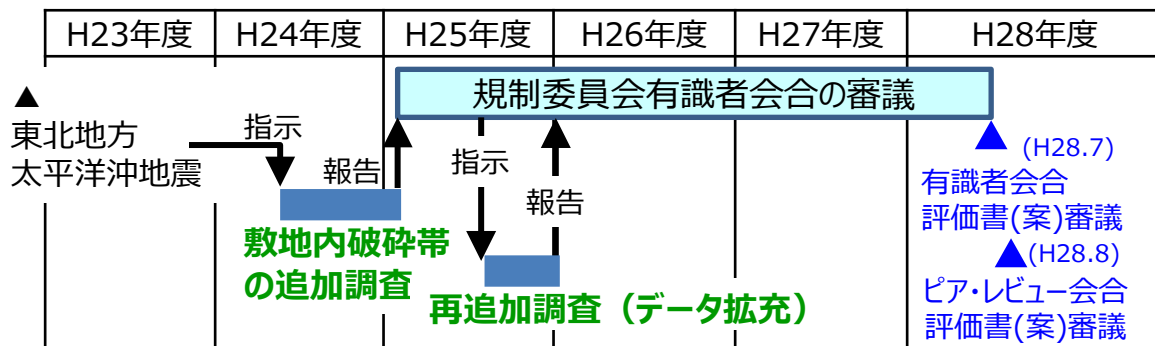 H23年度 H24年度 H25年度 H26年度 H27年度 H28年度
規制委員会有識者会合の審議
▲
東北地方
太平洋沖地震
指示
報告
敷地内破砕帯
の追加調査
指示
報告
再追加調査（データ拡充）
▲ (H28.7)
有識者会合
評価書(案)審議
▲(H28.8)
ピア・レビュー会合
評価書(案)審議